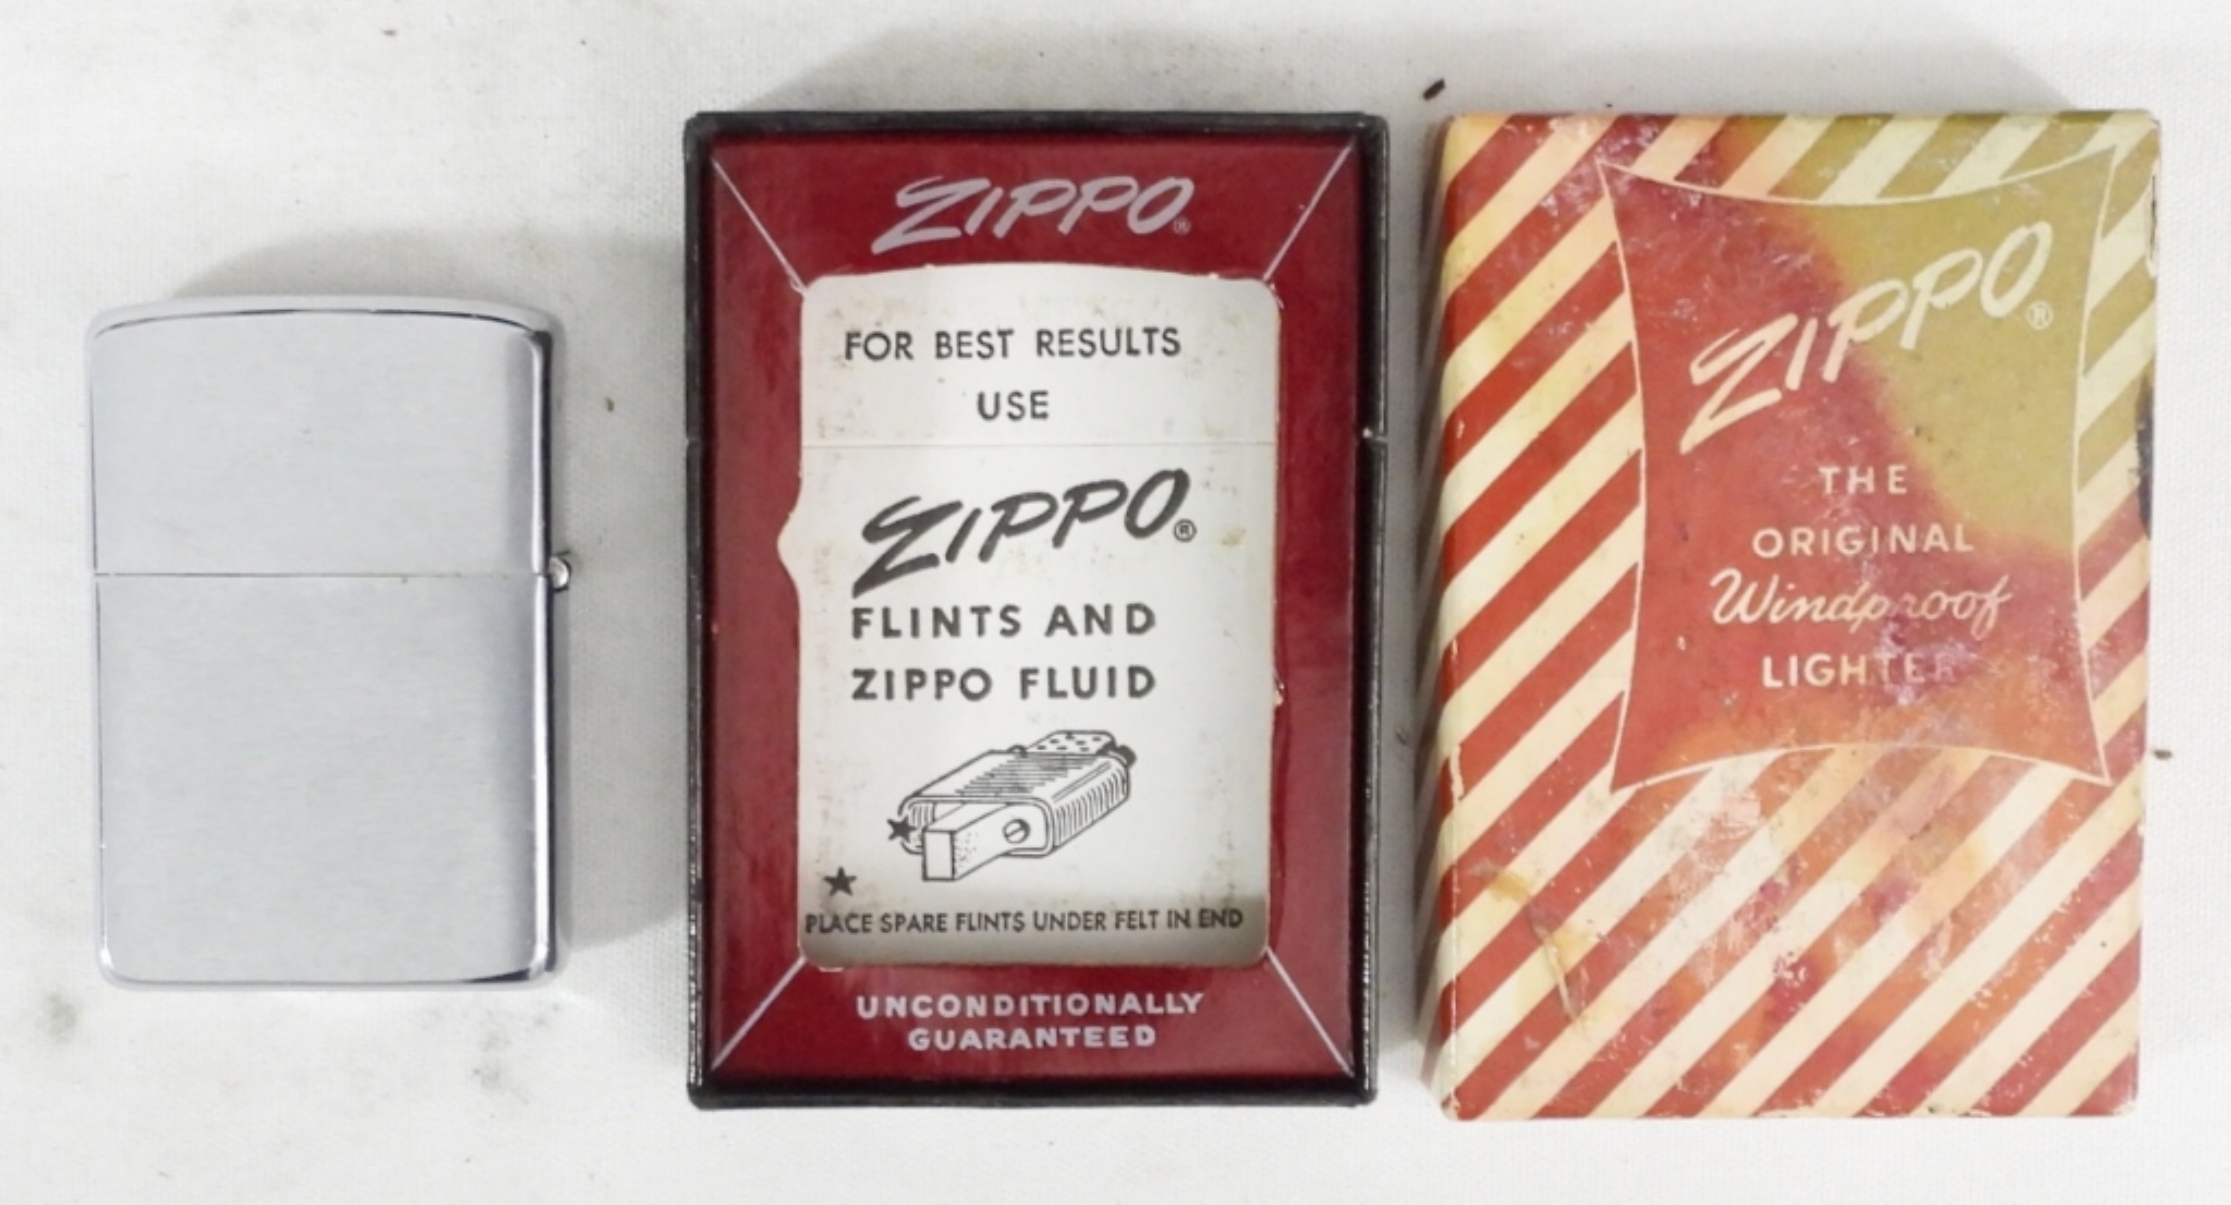 ZIPPO®
FOR BEST RESULTS
USE
ZIPPO®
FLINTS AND
ZIPPO FLUID
PLACE SPARE FLINTS UNDER FELT IN END
UNCONDITIONALLY
GUARANTEED
ZIPPO®
THE
ORIGINAL
Windproof
LIGHTER